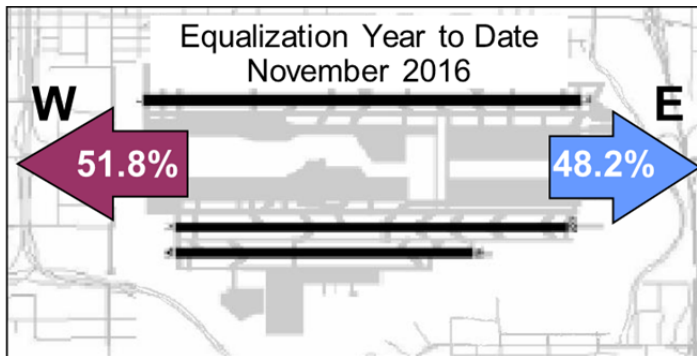 Equalization Year to Date
November 2016
W
E
51.8%
48.2%